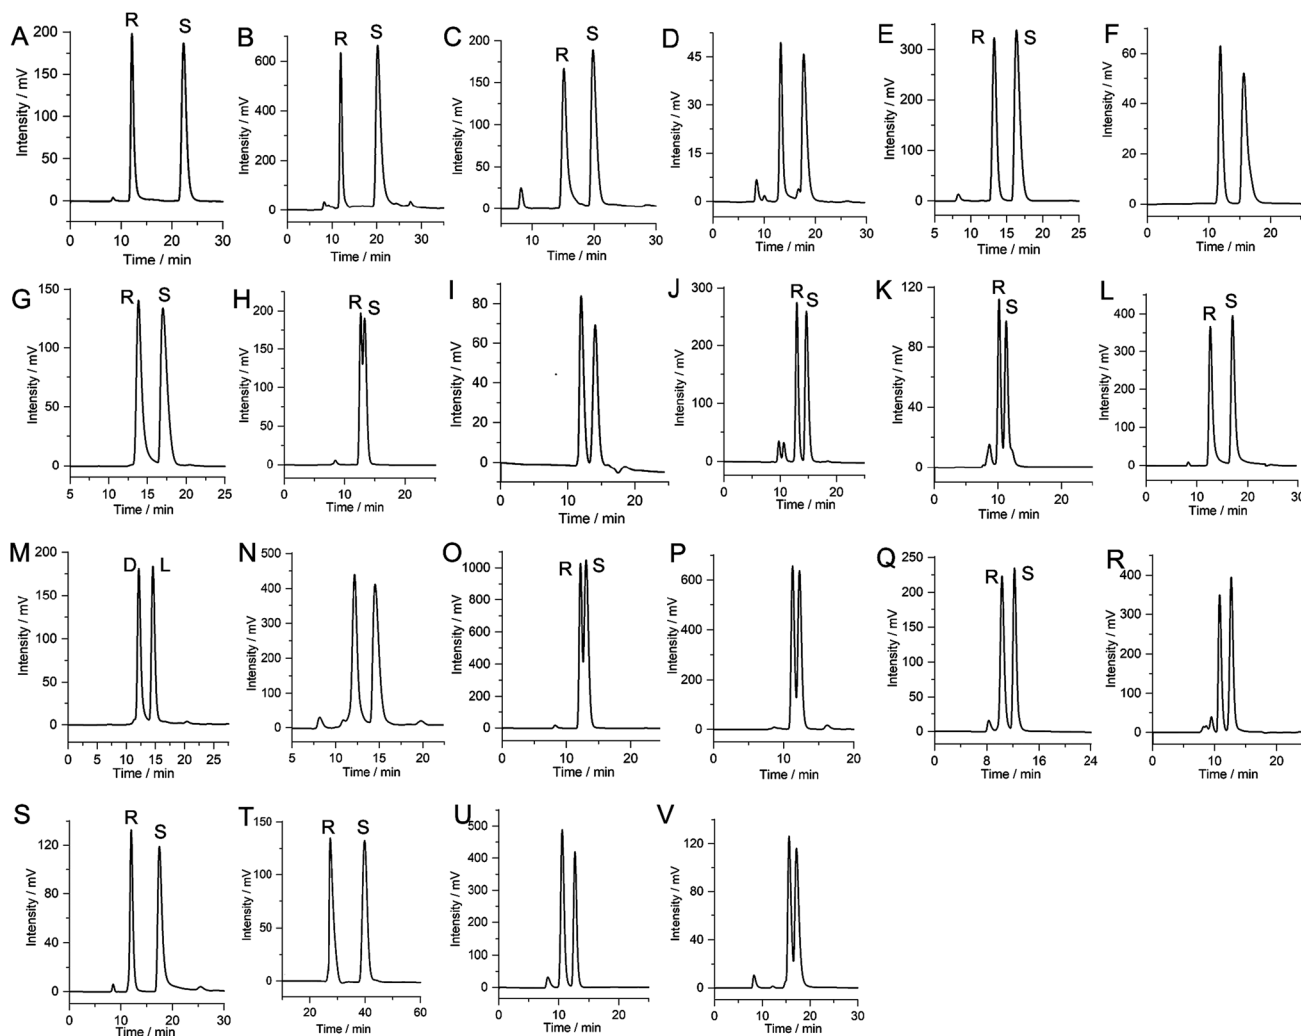 A
R
S
200
150
100
50
0
Intensity / mV
0 10 20 30
Time / min
B
R
S
600
400
200
0
Intensity / mV
0 10 20 30
Time / min
C
R
S
200
150
100
50
0
Intensity / mV
10 20 30
Time / min
D
45
30
15
0
Intensity / mV
0 10 20 30
Time / min
E
R S
300
200
100
0
Intensity / mV
5 10 15 20 25
Time / min
F
60
40
20
0
Intensity / mV
0 10 20
Time / min
G
R S
150
100
50
0
Intensity / mV
5 10 15 20 25
Time / min
H
R S
200
150
100
50
0
Intensity / mV
0 10 20
Time / min
I
80
60
40
20
0
Intensity / mV
0 10 20
Time / min
J
R S
300
200
100
0
Intensity / mV
0 10 20
Time / min
K
R
S
120
80
40
0
Intensity / mV
0 10 20
Time / min
L
R S
400
300
200
100
0
Intensity / mV
0 10 20 30
Time / min
M
D L
200
150
100
50
0
Intensity / mV
0 5 10 15 20 25
Time / min
N
500
400
300
200
100
0
Intensity / mV
5 10 15 20
Time / min
O
R S
1000
800
600
400
200
0
Intensity / mV
0 10 20
Time / min
P
600
400
200
0
Intensity / mV
0 10 20
Time / min
Q
R S
250
200
150
100
50
0
Intensity / mV
0 8 16 24
Time / min
R
400
300
200
100
0
Intensity / mV
0 10 20
Time / min
S
R
S
120
80
40
0
Intensity / mV
0 10 20 30
Time / min
T
R S
150
100
50
0
Intensity / mV
20 40 60
Time / min
U
500
400
300
200
100
0
Intensity / mV
0 10 20
Time / min
V
120
80
40
0
Intensity / mV
0 10 20 30
Time / min